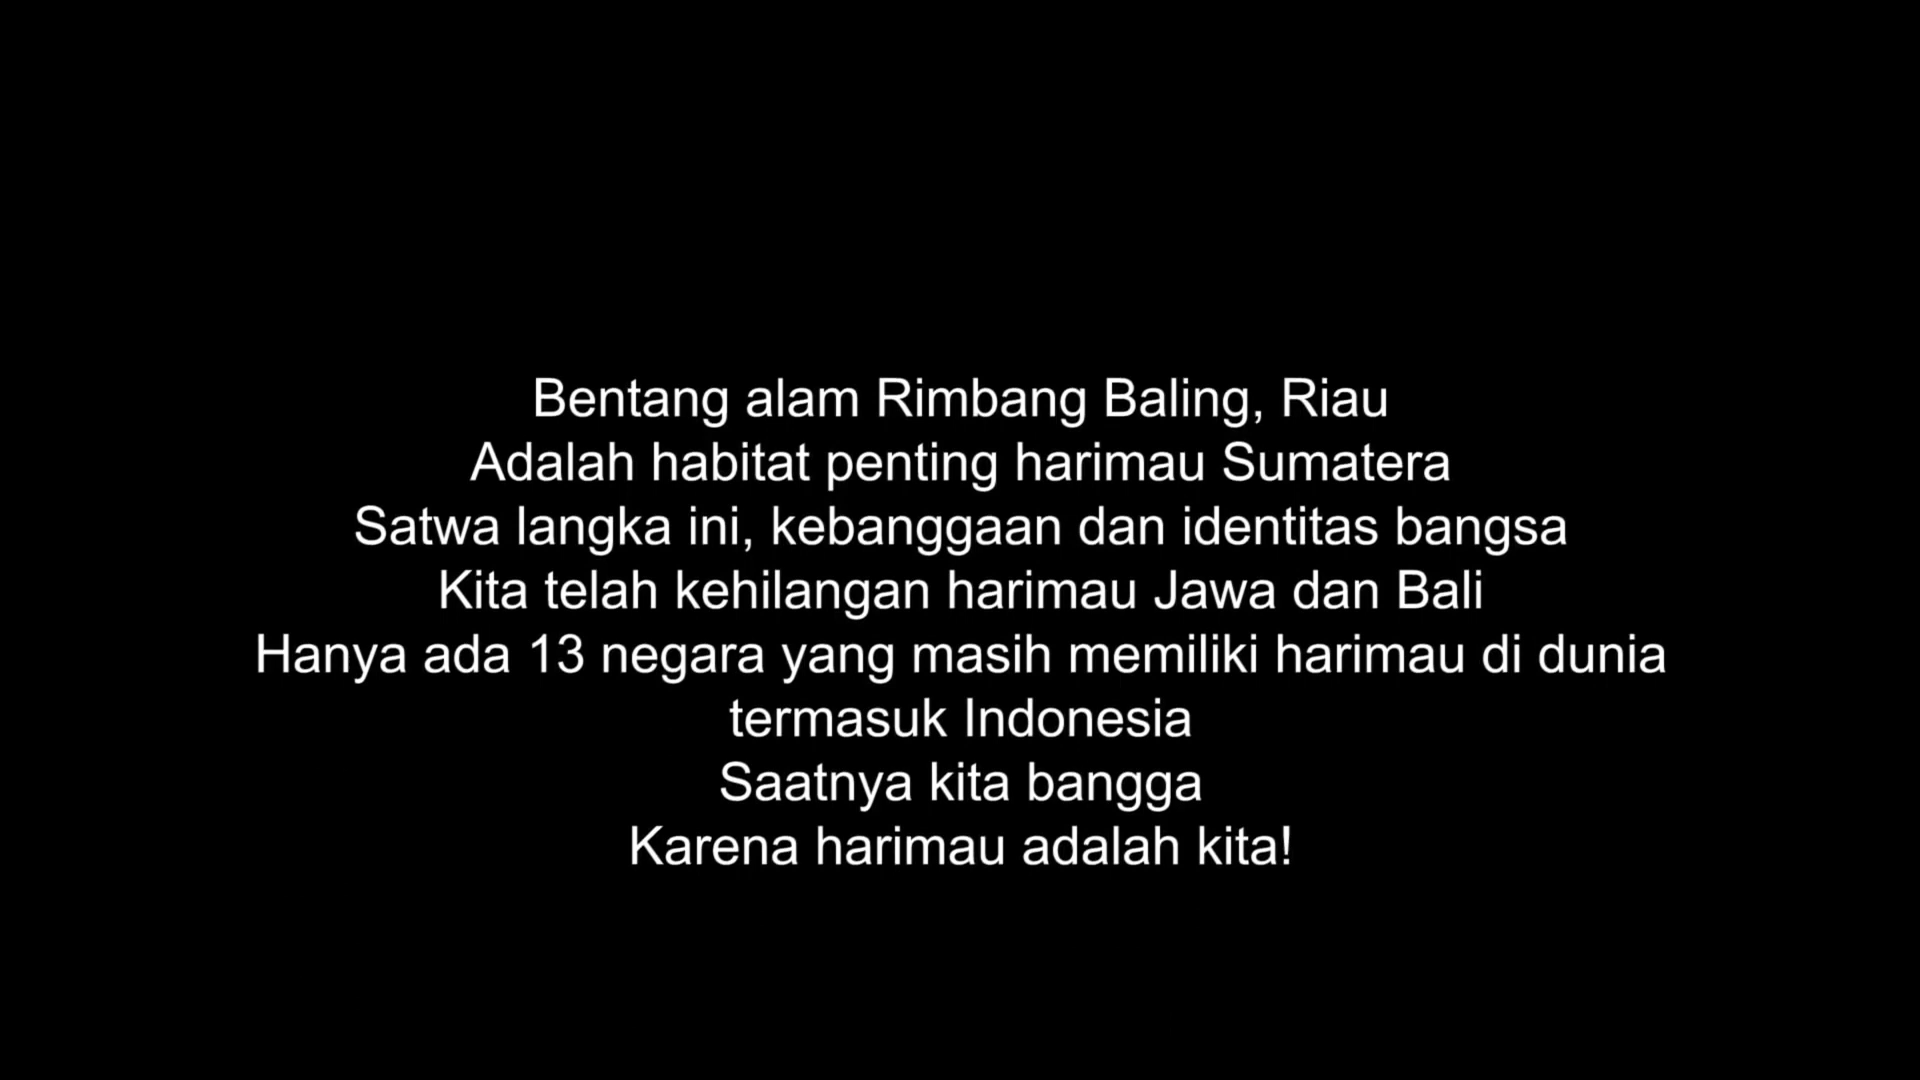 Bentang alam Rimbang Baling, Riau
Adalah habitat penting harimau Sumatera
Satwa langka ini, kebanggaan dan identitas bangsa
Kita telah kehilangan harimau Jawa dan Bali
Hanya ada 13 negara yang masih memiliki harimau di dunia
termasuk Indonesia
Saatnya kita bangga
Karena harimau adalah kita!